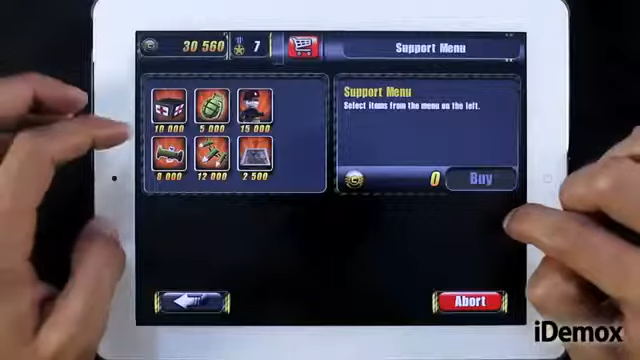 30 560
7
Support Menu
10 000
5 000
15 000
8 000
12 000
2 500
Support Menu
Select items from the menu on the left.
0
Buy
Abort
iDemox